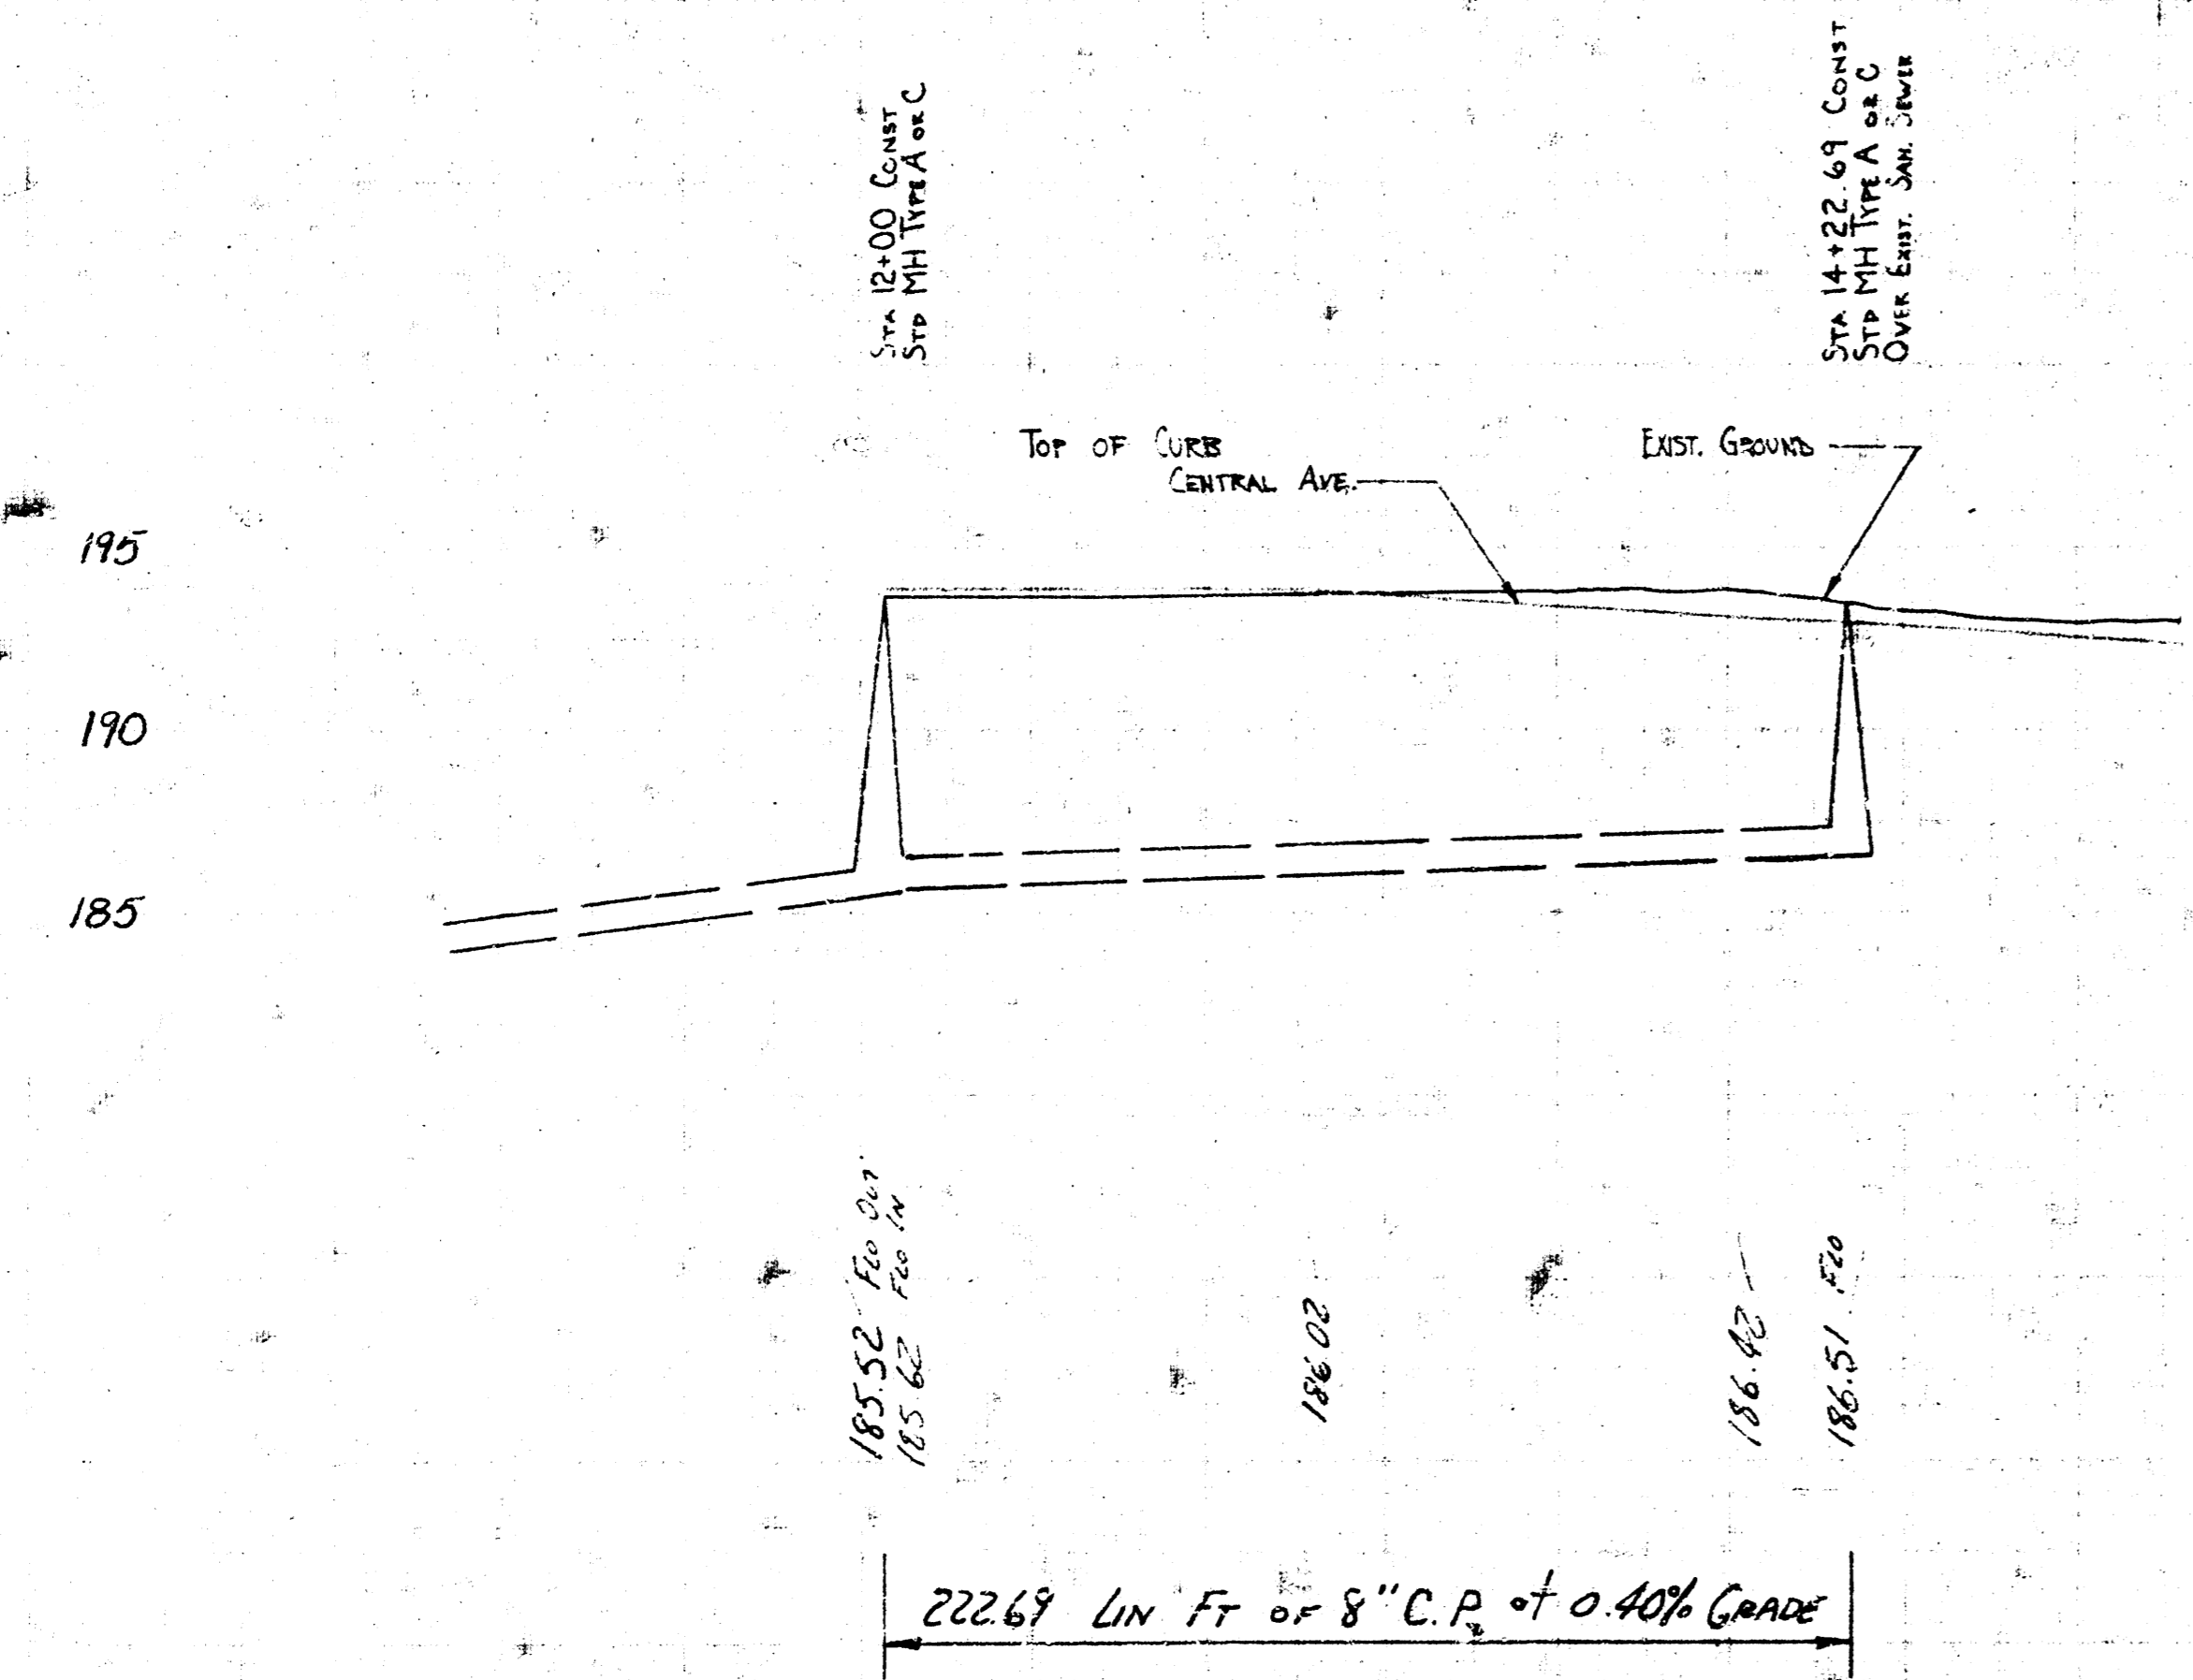 STA 12+00 CONST
STD MH TYPE A OR C
STA 14+22.69 CONST
STD MH TYPE A OR C
OVER EXIST. SAN. SEWER
TOP OF CURB
CENTRAL AVE.
EXIST. GROUND
195
190
185
185.52 FLO OUT
185.62 FLO IN
186.02
186.42
186.51 FLO
222.69 LIN FT OF 8" C.P. at 0.40% GRADE